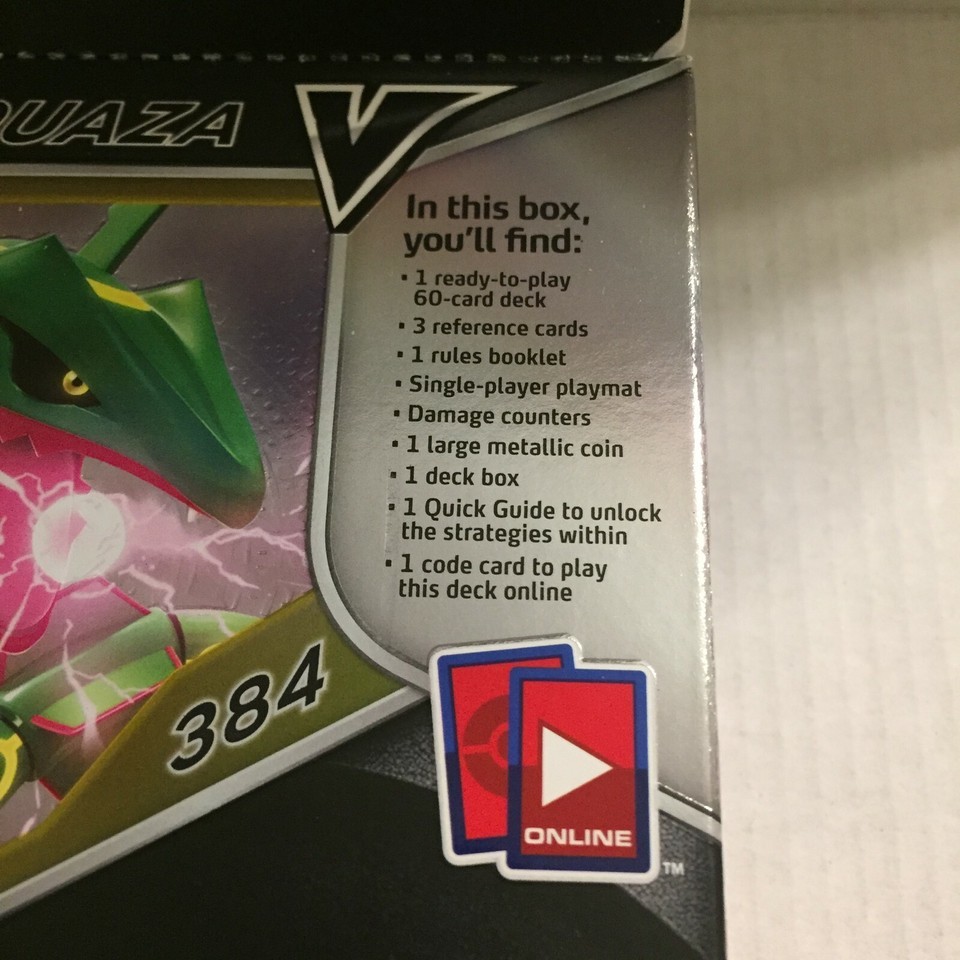 QUAZA V
In this box,
you'll find:
▪ 1 ready-to-play
60-card deck
▪ 3 reference cards
▪ 1 rules booklet
▪ Single-player playmat
▪ Damage counters
▪ 1 large metallic coin
▪ 1 deck box
▪ 1 Quick Guide to unlock
the strategies within
▪ 1 code card to play
this deck online
384
ONLINE
TM